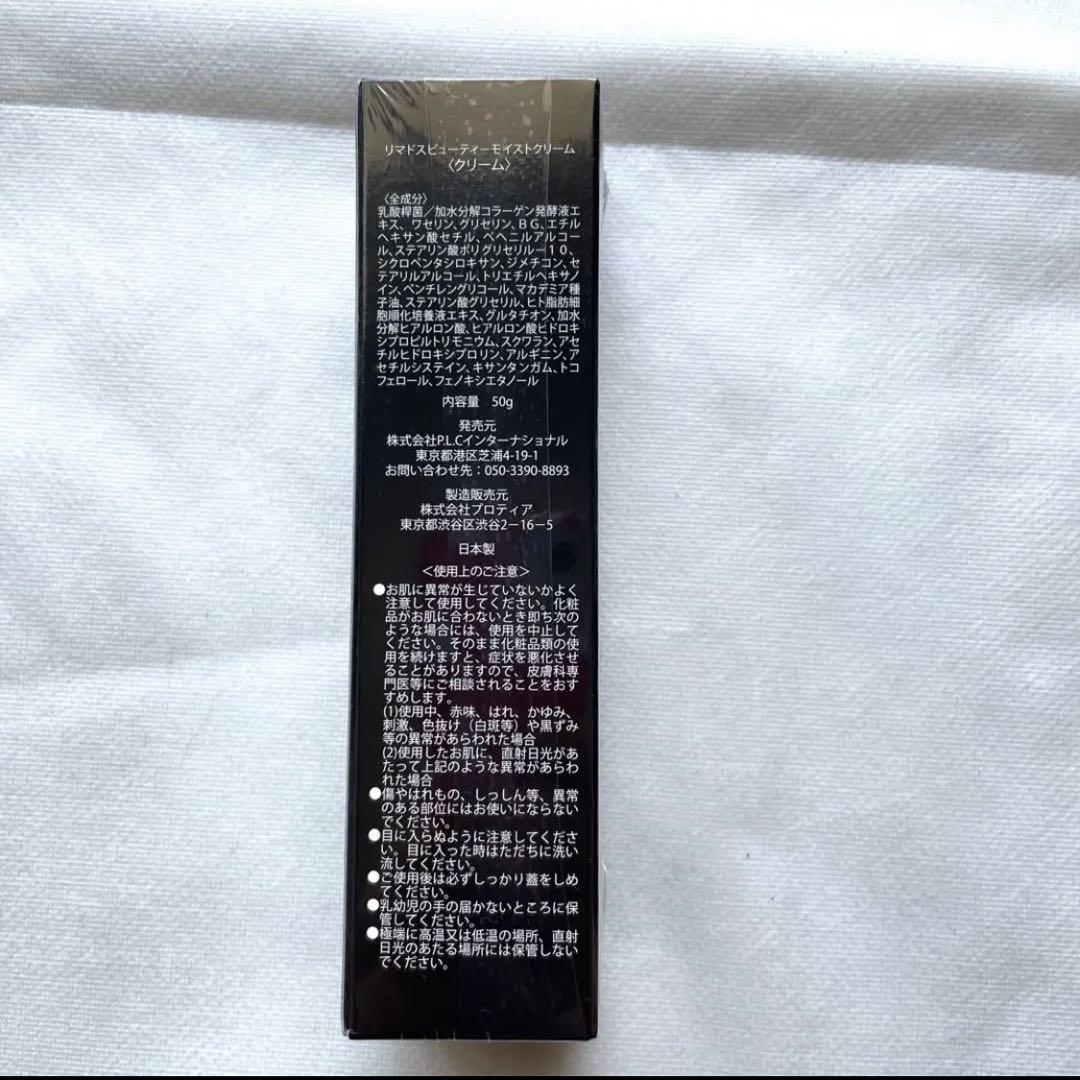 リマドスビューティーモイストクリーム
〈クリーム〉
〈全成分〉
乳酸桿菌／加水分解コラーゲン発酵液エ
キス、ワセリン、グリセリン、ＢＧ、エチル
ヘキサン酸セチル、ベヘニルアルコー
ル、ステアリン酸ポリグリセリル－１０、
シクロペンタシロキサン、ジメチコン、セ
テアリルアルコール、トリエチルヘキサノ
イン、ペンチレングリコール、マカデミア種
子油、ステアリン酸グリセリル、ヒト脂肪細
胞順化培養液エキス、グルタチオン、加水
分解ヒアルロン酸、ヒアルロン酸ヒドロキ
シプロピルトリモニウム、スクワラン、アセ
チルヒドロキシプロリン、アルギニン、ア
セチルシステイン、キサンタンガム、トコ
フェロール、フェノキシエタノール
内容量　50g
発売元
株式会社P.L.Cインターナショナル
東京都港区芝浦4-19-1
お問い合わせ先：050-3390-8893
製造販売元
株式会社プロティア
東京都渋谷区渋谷2－16－5
日本製
＜使用上のご注意＞
●お肌に異常が生じていないかよく
注意して使用してください。化粧
品がお肌に合わないとき即ち次の
ような場合には、使用を中止して
ください。そのまま化粧品類の使
用を続けますと、症状を悪化させ
ることがありますので、皮膚科専
門医等にご相談されることをおす
すめします。
(1)使用中、赤味、はれ、かゆみ、
刺激、色抜け（白斑等）や黒ずみ
等の異常があらわれた場合
(2)使用したお肌に、直射日光があ
たって上記のような異常があらわ
れた場合
●傷やはれもの、しっしん等、異常
のある部位にはお使いにならない
でください。
●目に入らぬように注意してくださ
い。目に入った時はただちに洗い
流してください。
●ご使用後は必ずしっかり蓋をしめ
てください。
●乳幼児の手の届かないところに保
管してください。
●極端に高温又は低温の場所、直射
日光のあたる場所には保管しない
でください。